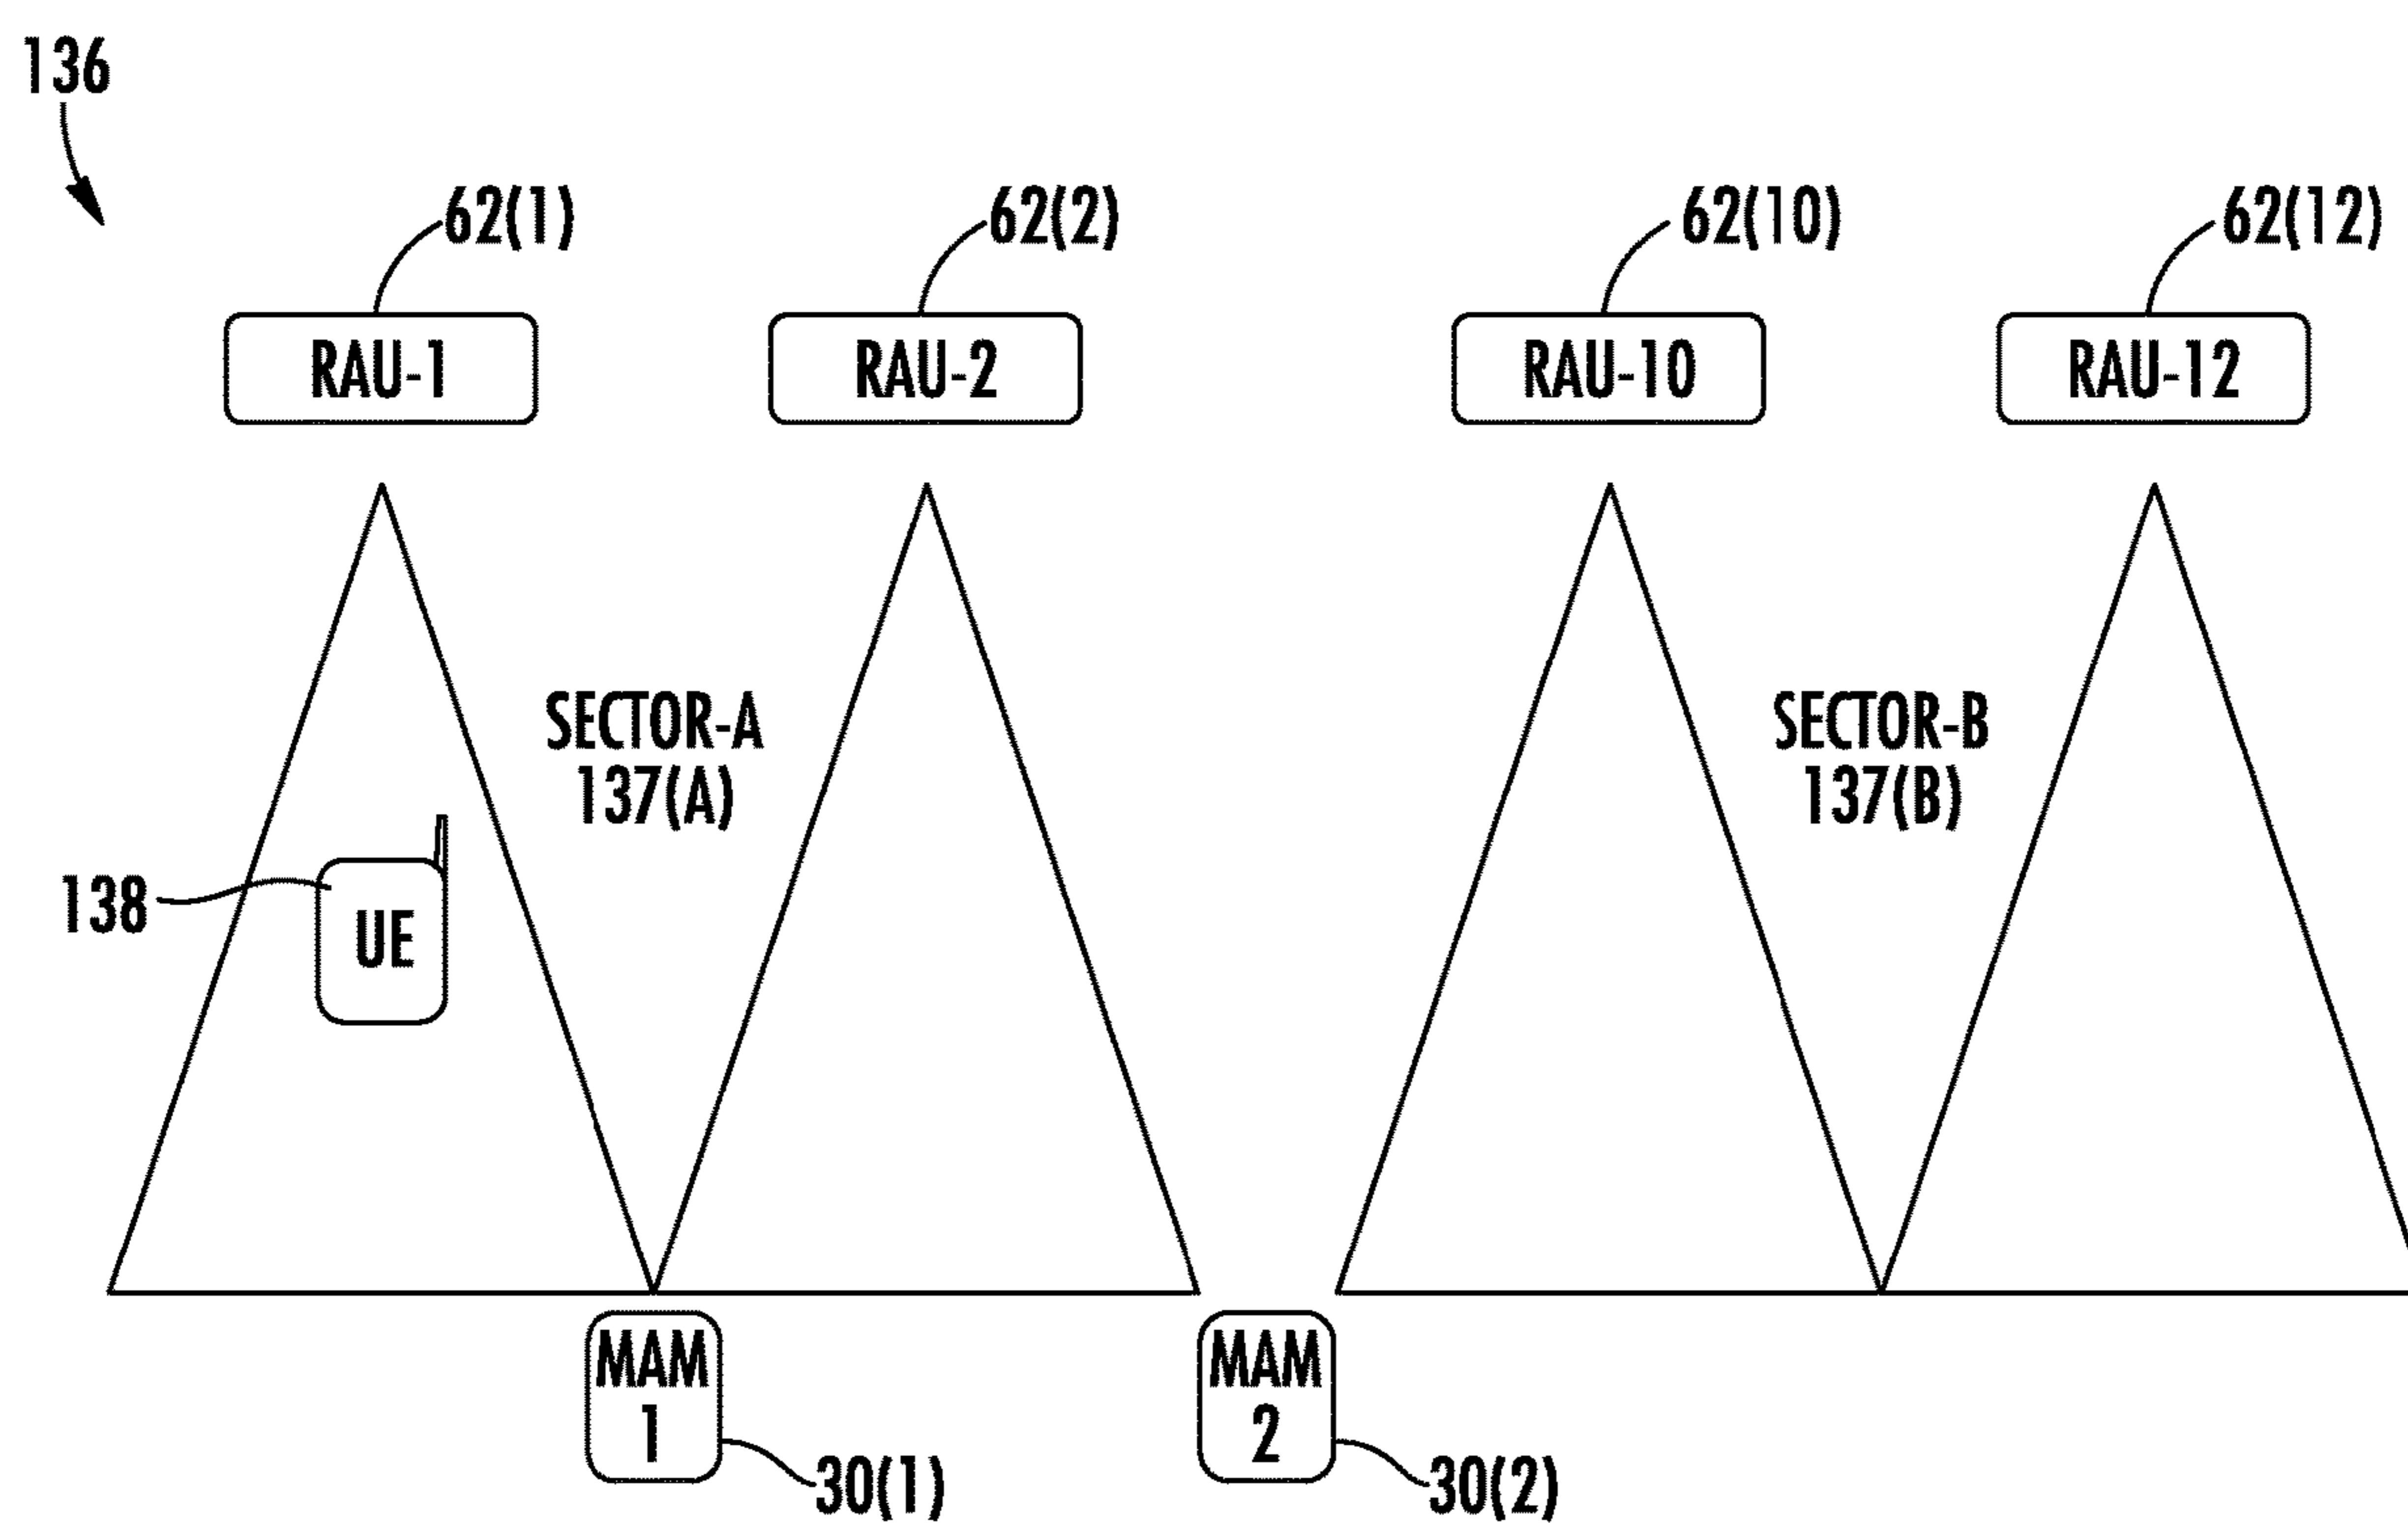 136
62(1)
62(2)
62(10)
62(12)
RAU-1
RAU-2
RAU-10
RAU-12
SECTOR-A
137(A)
SECTOR-B
137(B)
138
UE
MAM
1
30(1)
MAM
2
30(2)